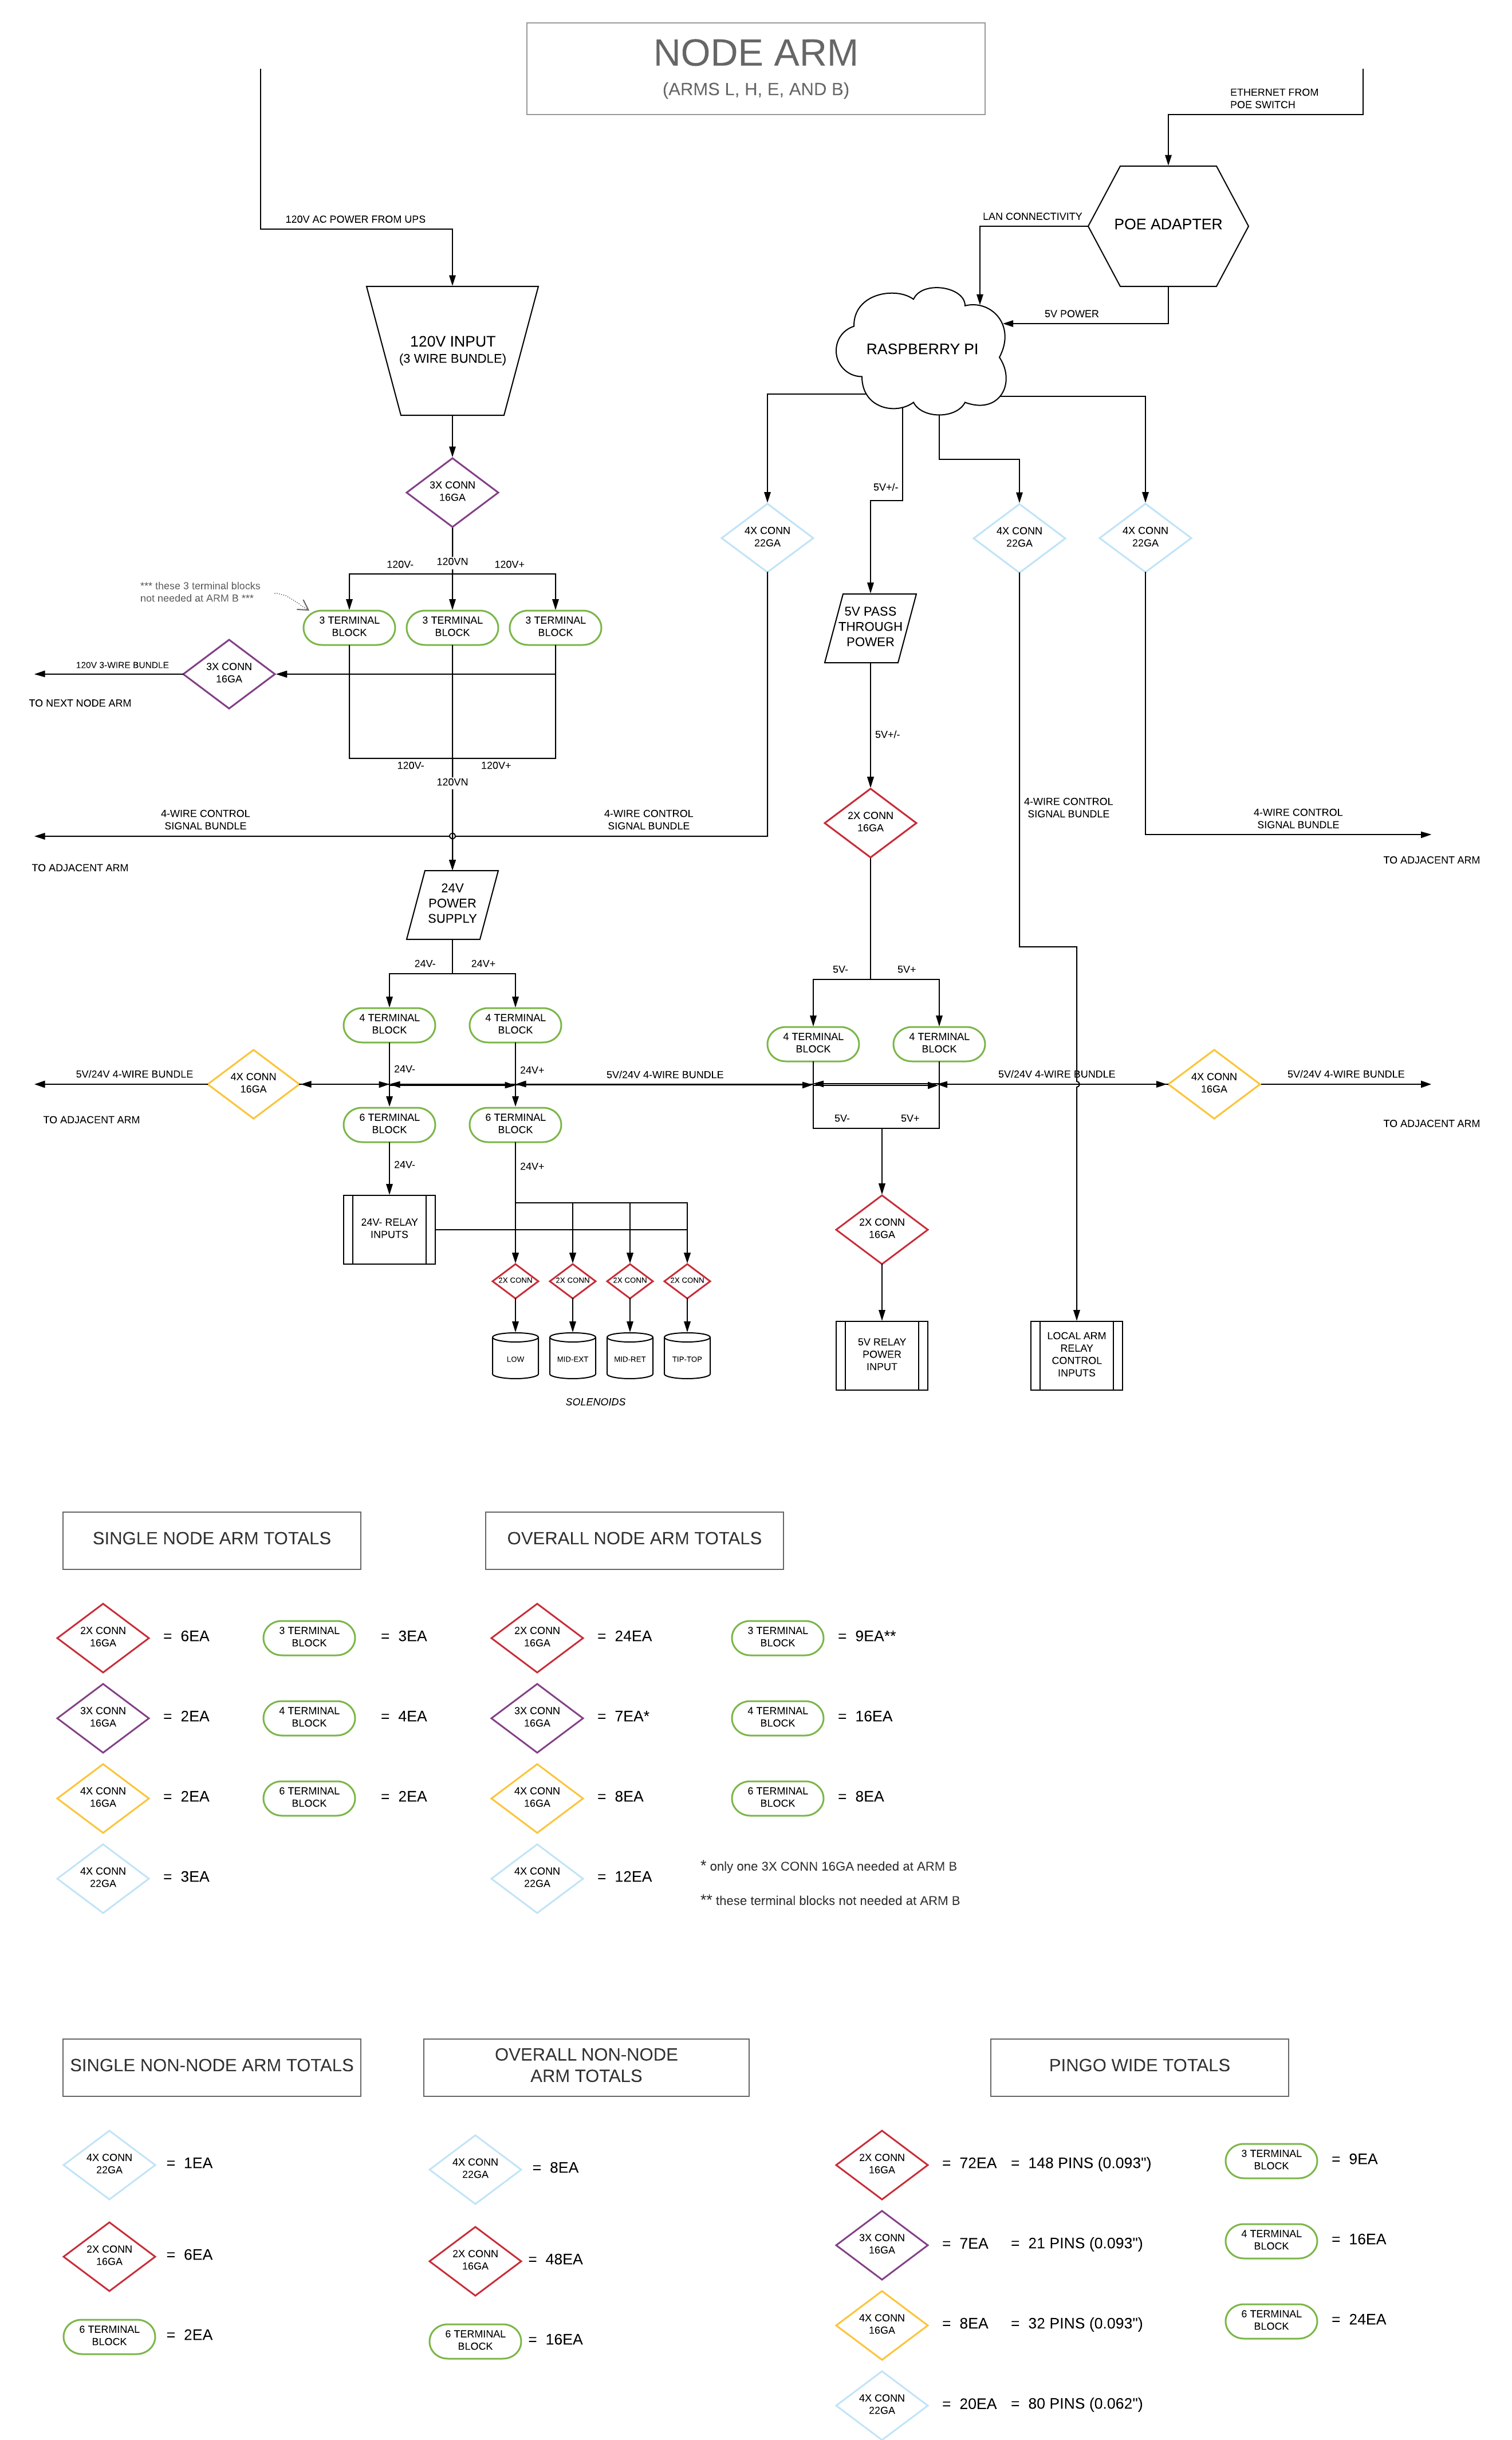 NODE ARM
(ARMS L, H, E, AND B)
ETHERNET FROM
POE SWITCH
120V AC POWER FROM UPS
LAN CONNECTIVITY
POE ADAPTER
5V POWER
120V INPUT
(3 WIRE BUNDLE)
RASPBERRY PI
3X CONN
16GA
5V+/-
4X CONN
22GA
4X CONN
22GA
4X CONN
22GA
120V-
120VN
120V+
*** these 3 terminal blocks
not needed at ARM B ***
3 TERMINAL
BLOCK
3 TERMINAL
BLOCK
3 TERMINAL
BLOCK
5V PASS
THROUGH
POWER
120V 3-WIRE BUNDLE
3X CONN
16GA
TO NEXT NODE ARM
5V+/-
120V-
120V+
120VN
4-WIRE CONTROL
SIGNAL BUNDLE
4-WIRE CONTROL
SIGNAL BUNDLE
2X CONN
16GA
4-WIRE CONTROL
SIGNAL BUNDLE
4-WIRE CONTROL
SIGNAL BUNDLE
TO ADJACENT ARM
TO ADJACENT ARM
24V
POWER
SUPPLY
24V-
24V+
5V-
5V+
4 TERMINAL
BLOCK
4 TERMINAL
BLOCK
4 TERMINAL
BLOCK
4 TERMINAL
BLOCK
5V/24V 4-WIRE BUNDLE
4X CONN
16GA
24V-
24V+
5V/24V 4-WIRE BUNDLE
5V/24V 4-WIRE BUNDLE
4X CONN
16GA
5V/24V 4-WIRE BUNDLE
TO ADJACENT ARM
6 TERMINAL
BLOCK
6 TERMINAL
BLOCK
5V-
5V+
TO ADJACENT ARM
24V-
24V+
24V- RELAY
INPUTS
2X CONN
16GA
2X CONN
2X CONN
2X CONN
2X CONN
LOW
MID-EXT
MID-RET
TIP-TOP
5V RELAY
POWER
INPUT
LOCAL ARM
RELAY
CONTROL
INPUTS
SOLENOIDS
SINGLE NODE ARM TOTALS
OVERALL NODE ARM TOTALS
2X CONN
16GA
= 6EA
3 TERMINAL
BLOCK
= 3EA
2X CONN
16GA
= 24EA
3 TERMINAL
BLOCK
= 9EA**
3X CONN
16GA
= 2EA
4 TERMINAL
BLOCK
= 4EA
3X CONN
16GA
= 7EA*
4 TERMINAL
BLOCK
= 16EA
4X CONN
16GA
= 2EA
6 TERMINAL
BLOCK
= 2EA
4X CONN
16GA
= 8EA
6 TERMINAL
BLOCK
= 8EA
4X CONN
22GA
= 3EA
4X CONN
22GA
= 12EA
* only one 3X CONN 16GA needed at ARM B
** these terminal blocks not needed at ARM B
SINGLE NON-NODE ARM TOTALS
OVERALL NON-NODE
ARM TOTALS
PINGO WIDE TOTALS
4X CONN
22GA
= 1EA
4X CONN
22GA
= 8EA
2X CONN
16GA
= 72EA = 148 PINS (0.093")
3 TERMINAL
BLOCK
= 9EA
2X CONN
16GA
= 6EA
2X CONN
16GA
= 48EA
3X CONN
16GA
= 7EA = 21 PINS (0.093")
4 TERMINAL
BLOCK
= 16EA
6 TERMINAL
BLOCK
= 2EA
6 TERMINAL
BLOCK
= 16EA
4X CONN
16GA
= 8EA = 32 PINS (0.093")
6 TERMINAL
BLOCK
= 24EA
4X CONN
22GA
= 20EA = 80 PINS (0.062")